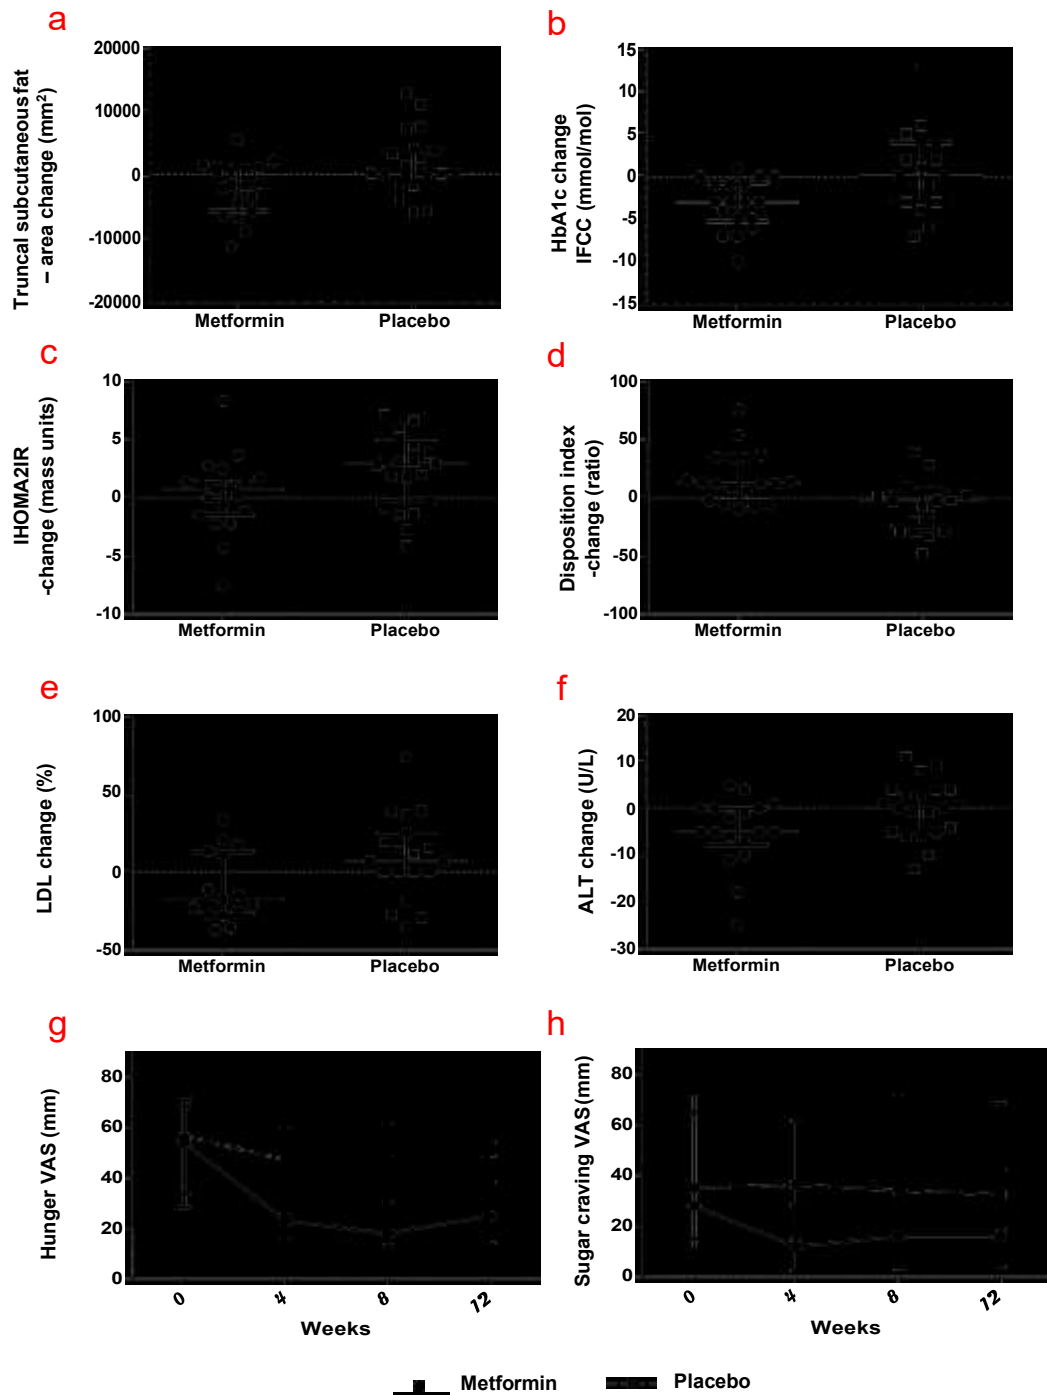 a
Truncal subcutaneousfat
– area change (mm²)
20000
10000
0
-10000
-20000
Metformin
Placebo
b
HbA1c change
IFCC (mmol/mol)
15
10
5
0
-5
-10
-15
Metformin
Placebo
c
IHOMA2IR
-change (mass units)
10
5
0
-5
-10
Metformin
Placebo
d
Disposition index
-change (ratio)
100
50
0
-50
-100
Metformin
Placebo
e
LDL change (%)
100
50
0
-50
Metformin
Placebo
f
ALT change (U/L)
20
10
0
-10
-20
-30
Metformin
Placebo
g
Hunger VAS (mm)
80
60
40
20
0
0
4
8
12
Weeks
h
Sugar craving VAS (mm)
80
60
40
20
0
0
4
8
12
Weeks
Metformin
Placebo